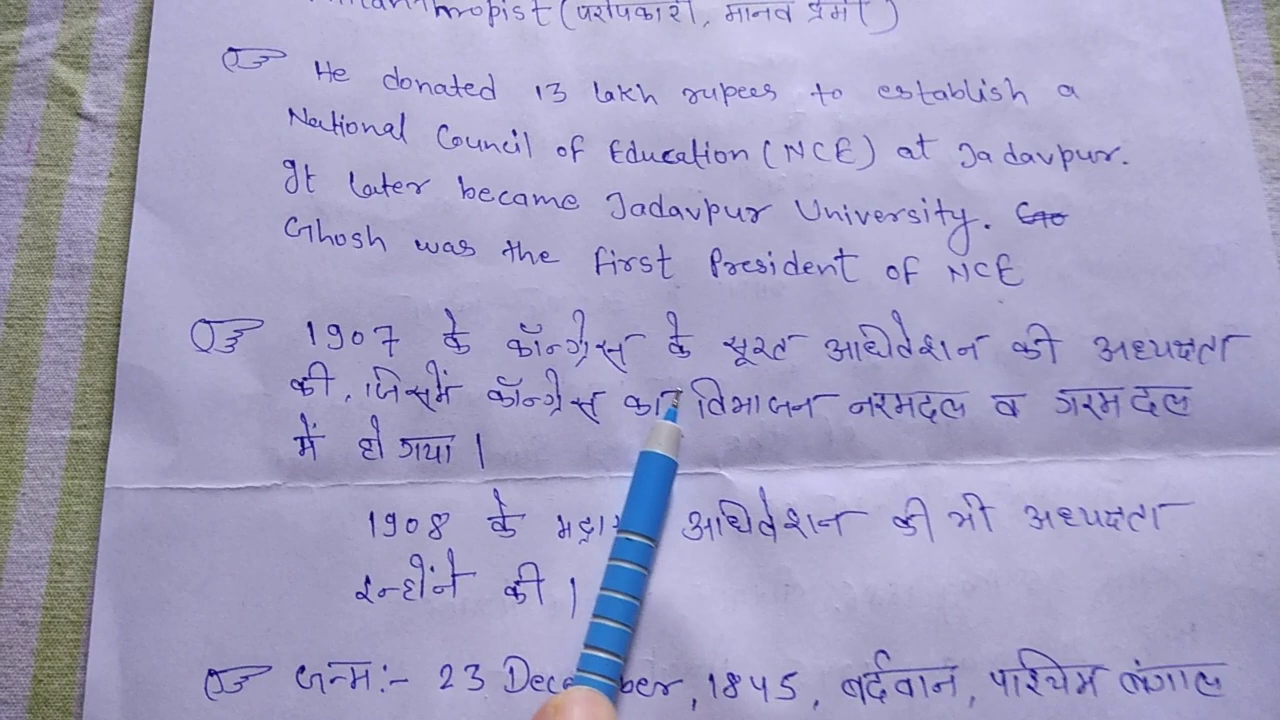 (परोपकारी, मानव प्रेमी)
He donated 13 lakh rupees to establish a
National Council of Education (NCE) at Jadavpur.
It later became Jadavpur University.
Ghosh was the first President of NCE
1907 के कॉन्ग्रेस के सूरत अधिवेशन की अध्यक्षता
की, जिसमें कॉन्ग्रेस का विभाजन नरमदल व गरमदल
में हो गया।
1908 के अधिवेशन की भी अध्यक्षता
इन्होंने की।
जन्म:- 23 December, 1845, बर्दवान, पश्चिम बंगाल